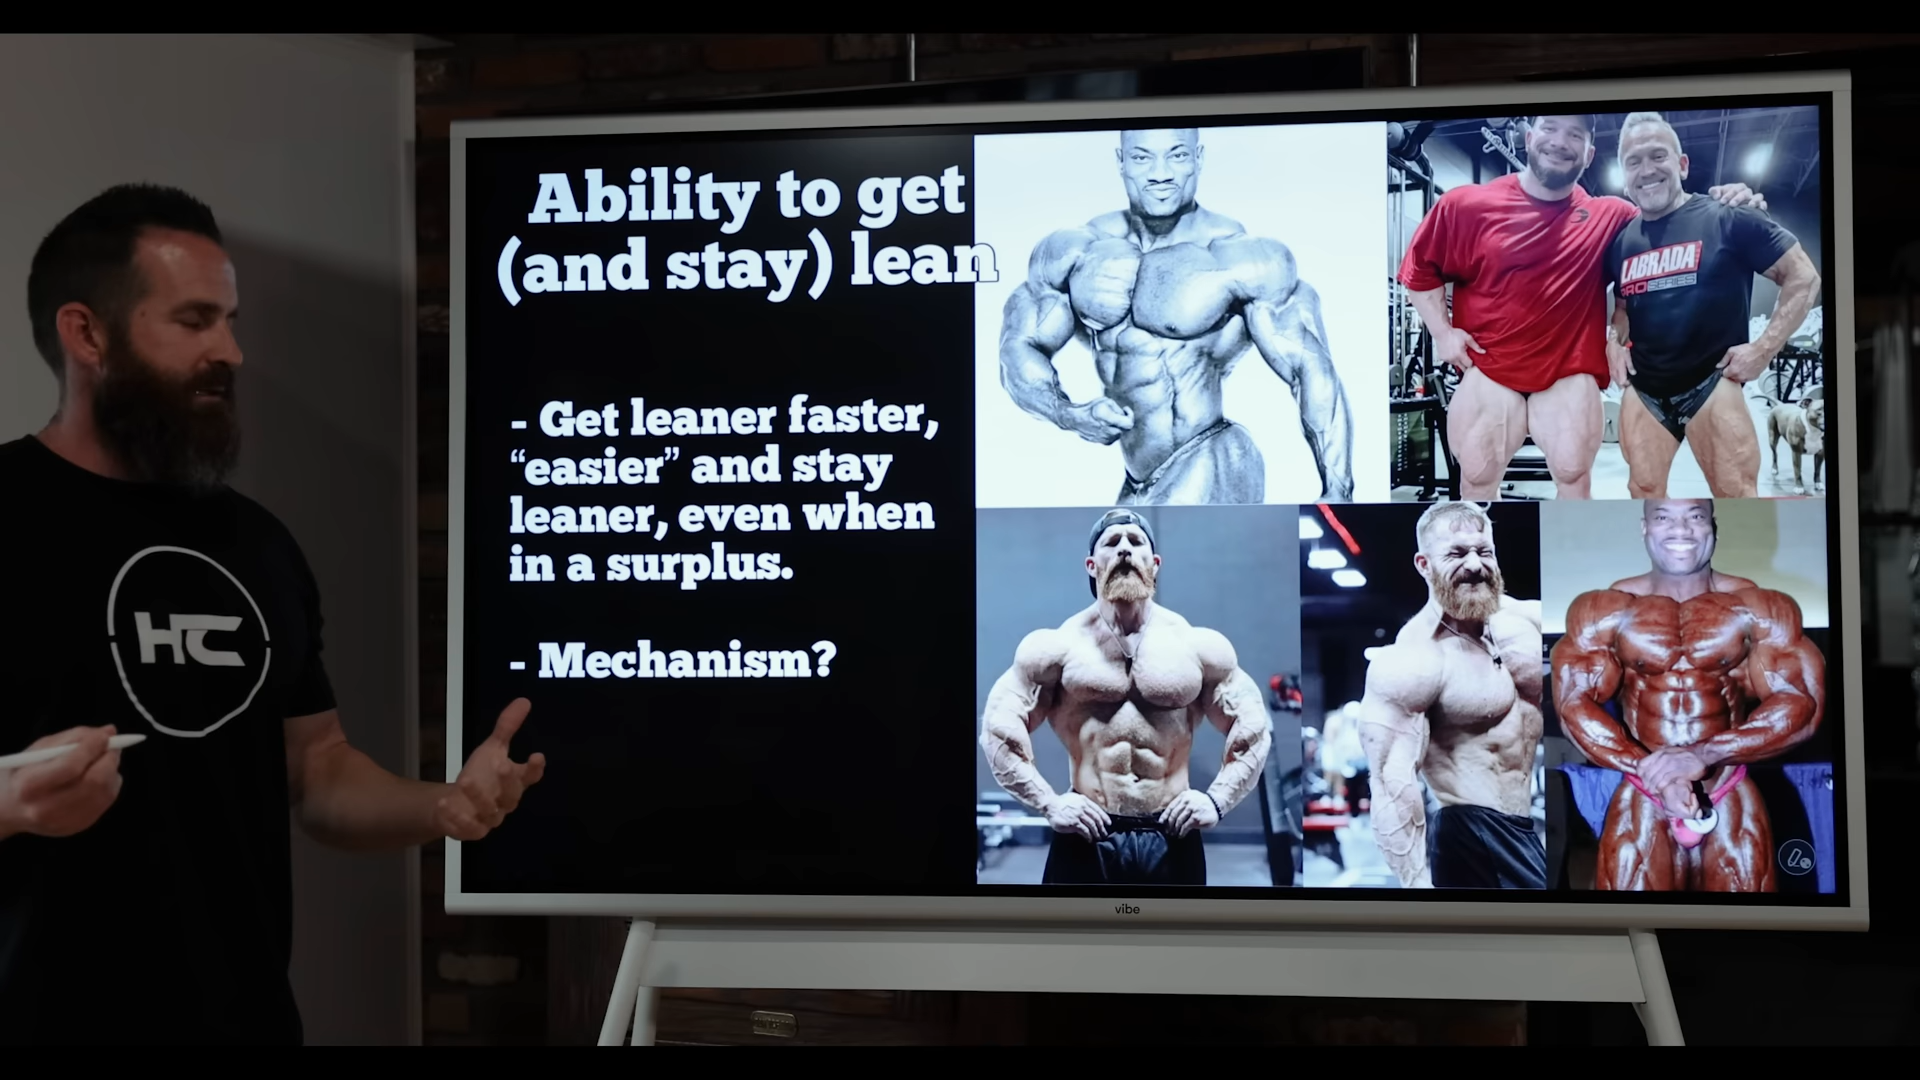 Ability to get
(and stay) lean
- Get leaner faster,
“easier” and stay
leaner, even when
in a surplus.
- Mechanism?
HC
LABRADA
PRO SERIES
vibe